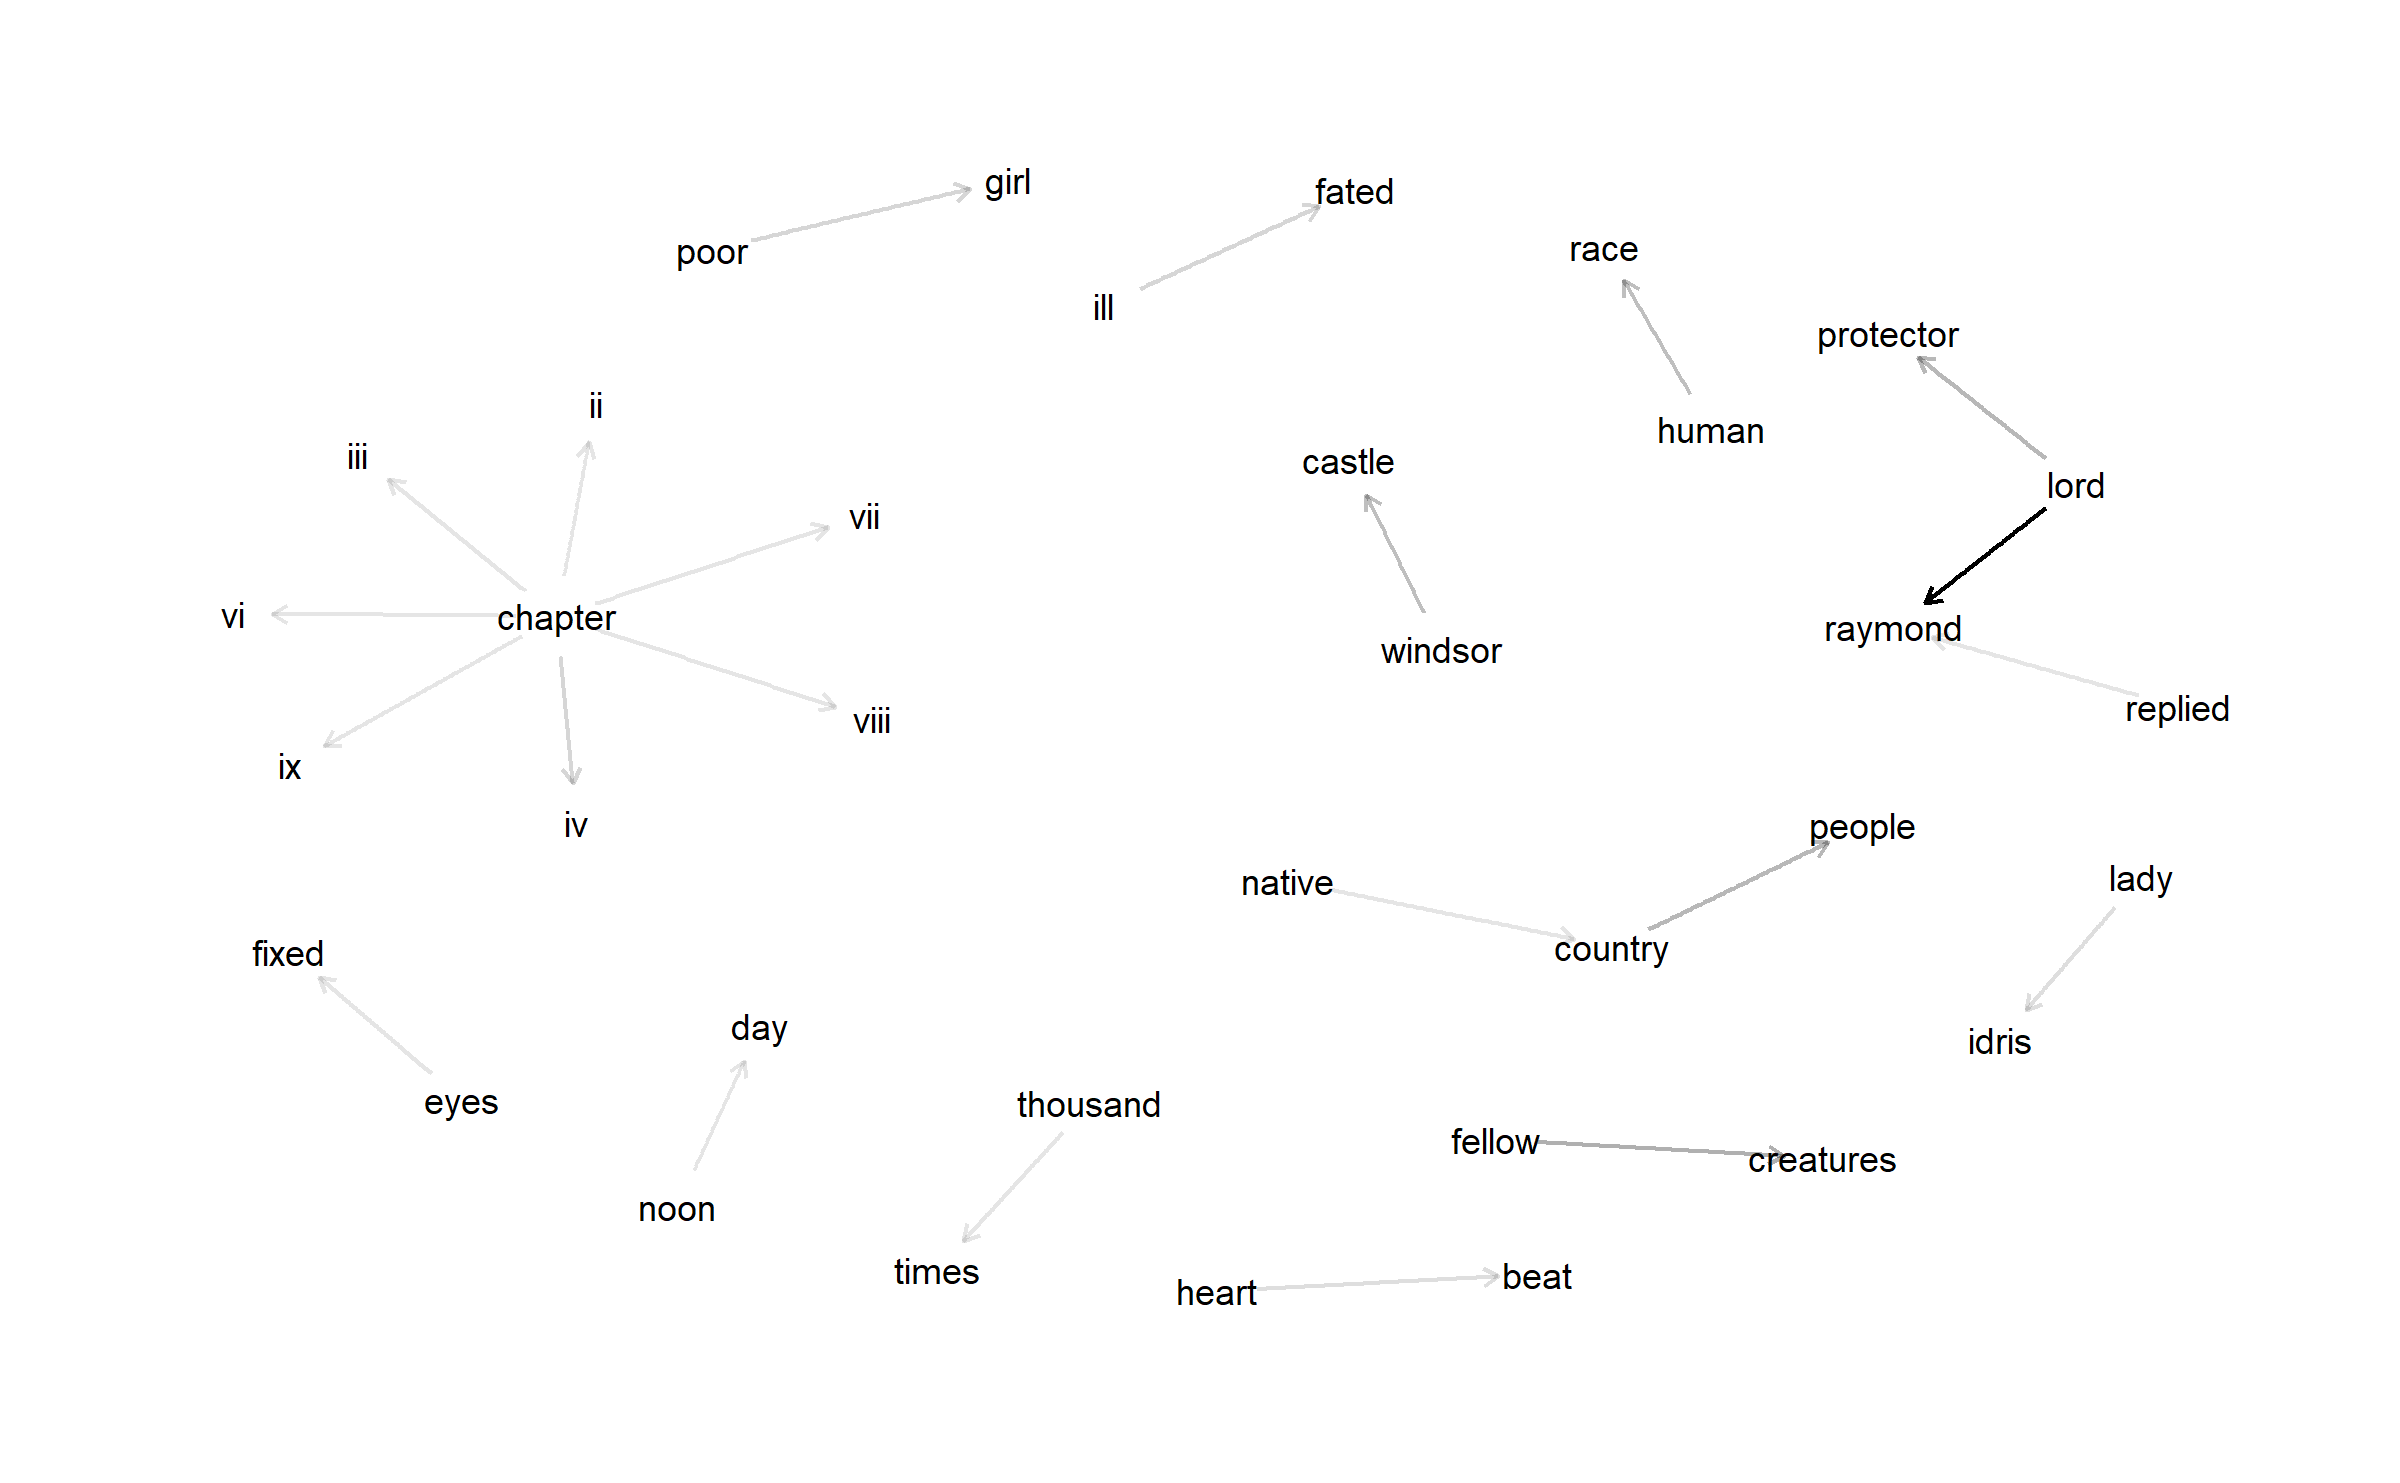 girl
fated
poor
race
ill
protector
ii
human
iii
castle
lord
vii
vi
chapter
raymond
windsor
replied
viii
ix
iv
people
lady
native
country
fixed
day
idris
eyes
thousand
fellow
creatures
noon
times
beat
heart